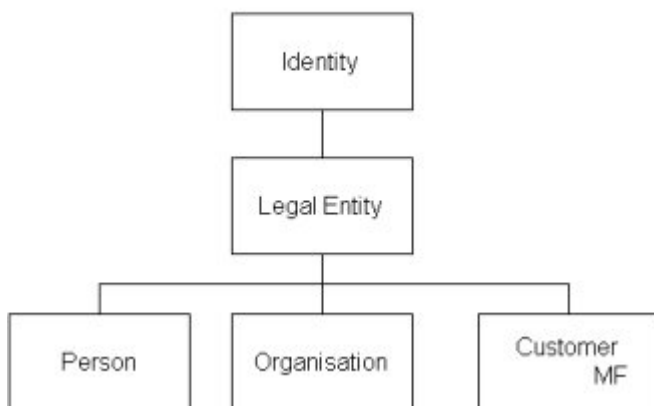 Identity
Legal Entity
Person
Organisation
Customer
MF